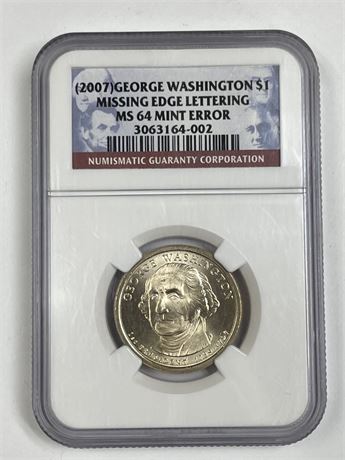 (2007)GEORGE WASHINGTON $1
MISSING EDGE LETTERING
MS 64 MINT ERROR
3063164-002
NUMISMATIC GUARANTY CORPORATION
GEORGE WASHINGTON
1st PRESIDENT 1789-1797